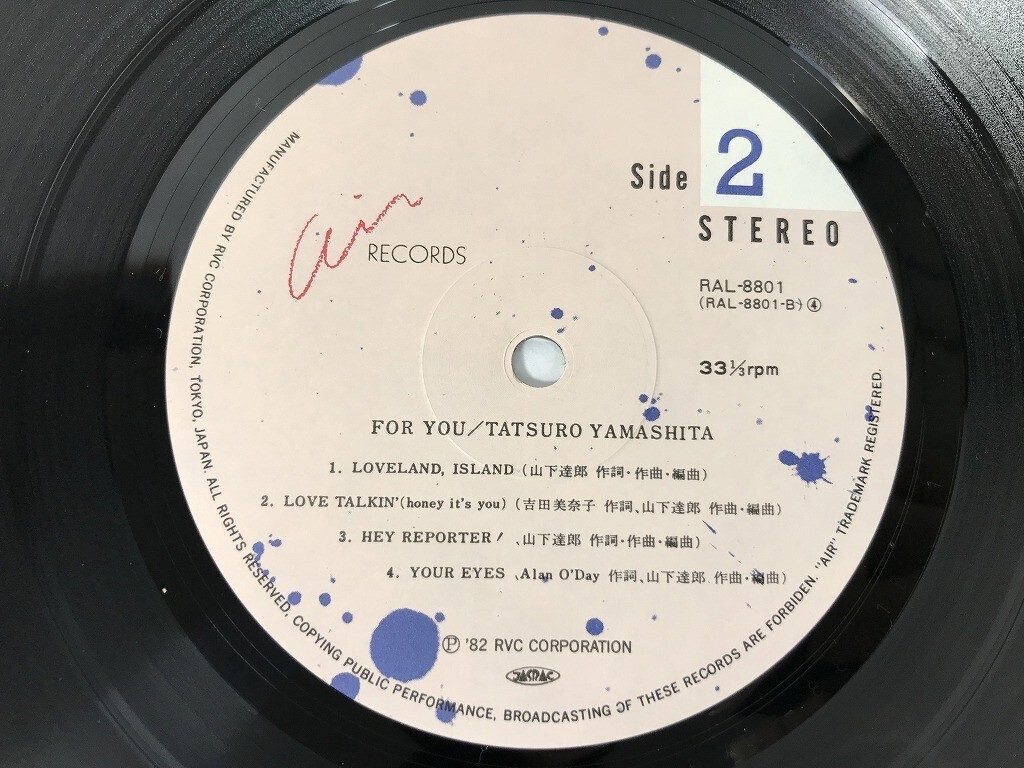 Side 2
STEREO
air RECORDS
RAL-8801
(RAL-8801-B) ④
33 1/3 rpm
FOR YOU/TATSURO YAMASHITA
1. LOVELAND, ISLAND (山下達郎 作詞・作曲・編曲)
2. LOVE TALKIN' (honey it's you) (吉田美奈子 作詞、山下達郎 作曲・編曲)
3. HEY REPORTER! (山下達郎 作詞・作曲・編曲)
4. YOUR EYES (Alan O'Day 作詞、山下達郎 作曲・編曲)
Ⓟ '82 RVC CORPORATION
JASRAC
MANUFACTURED BY RVC CORPORATION, TOKYO, JAPAN. ALL RIGHTS RESERVED, COPYING PUBLIC PERFORMANCE, BROADCASTING OF THESE RECORDS ARE FORBIDEN. "AIR" TRADEMARK REGISTERED.